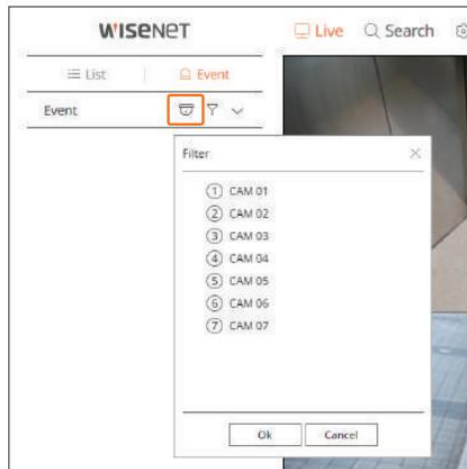 WISENET
Live Search
List Event
Event
Filter
1 CAM 01
2 CAM 02
3 CAM 03
4 CAM 04
5 CAM 05
6 CAM 06
7 CAM 07
Ok Cancel